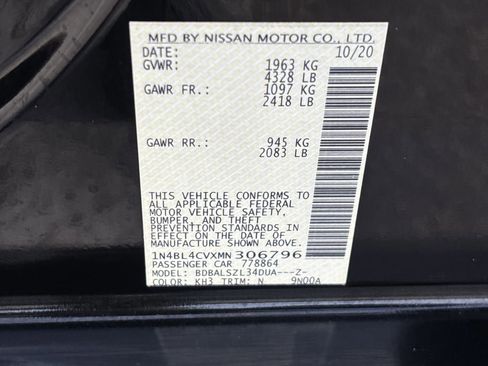 MFD BY NISSAN MOTOR CO., LTD.
DATE: 10/20
GVWR: 1963 KG
4328 LB
GAWR FR.: 1097 KG
2418 LB
GAWR RR.: 945 KG
2083 LB
THIS VEHICLE CONFORMS TO
ALL APPLICABLE FEDERAL
MOTOR VEHICLE SAFETY,
BUMPER, AND THEFT
PREVENTION STANDARDS IN
EFFECT ON THE DATE OF
MANUFACTURE SHOWN ABOVE.
1N4BL4CVXMN306796
PASSENGER CAR 778864
MODEL: BDBALSZL34DUA---Z-
COLOR: KH3 TRIM: N 9N00A